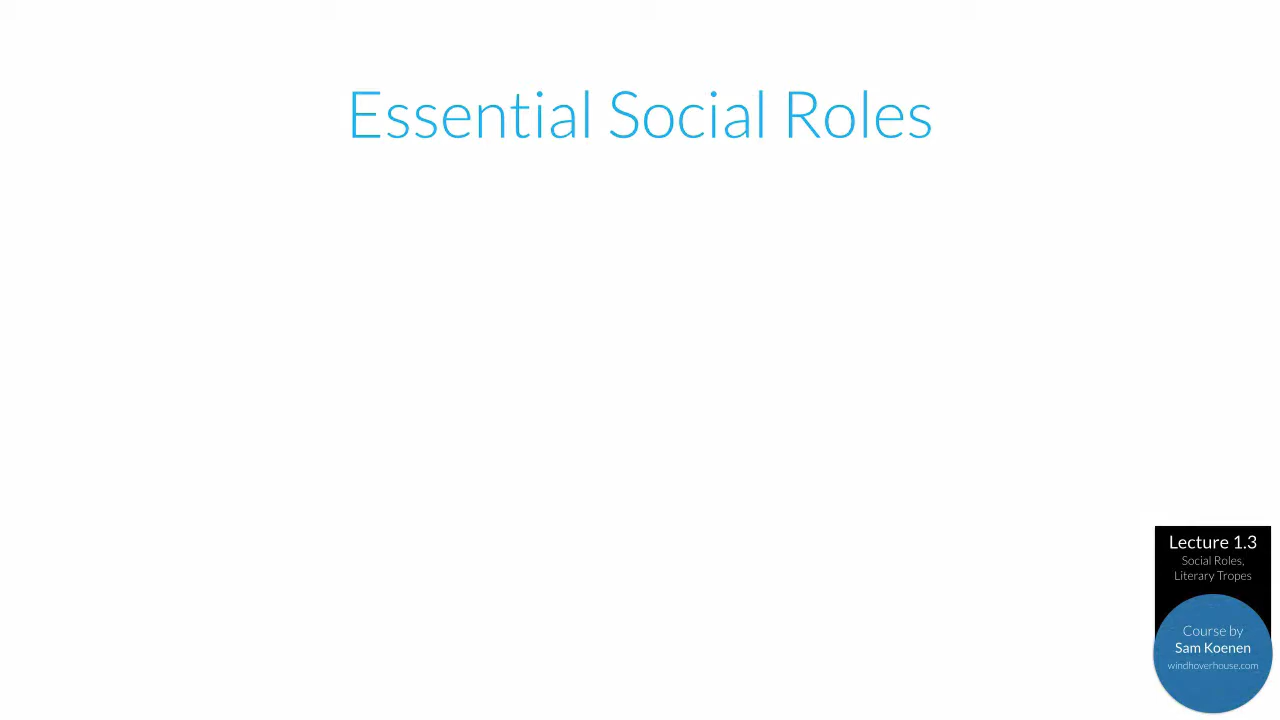 Essential Social Roles
Lecture 1.3
Social Roles,
Literary Tropes
Course by
Sam Koenen
windhoverhouse.com